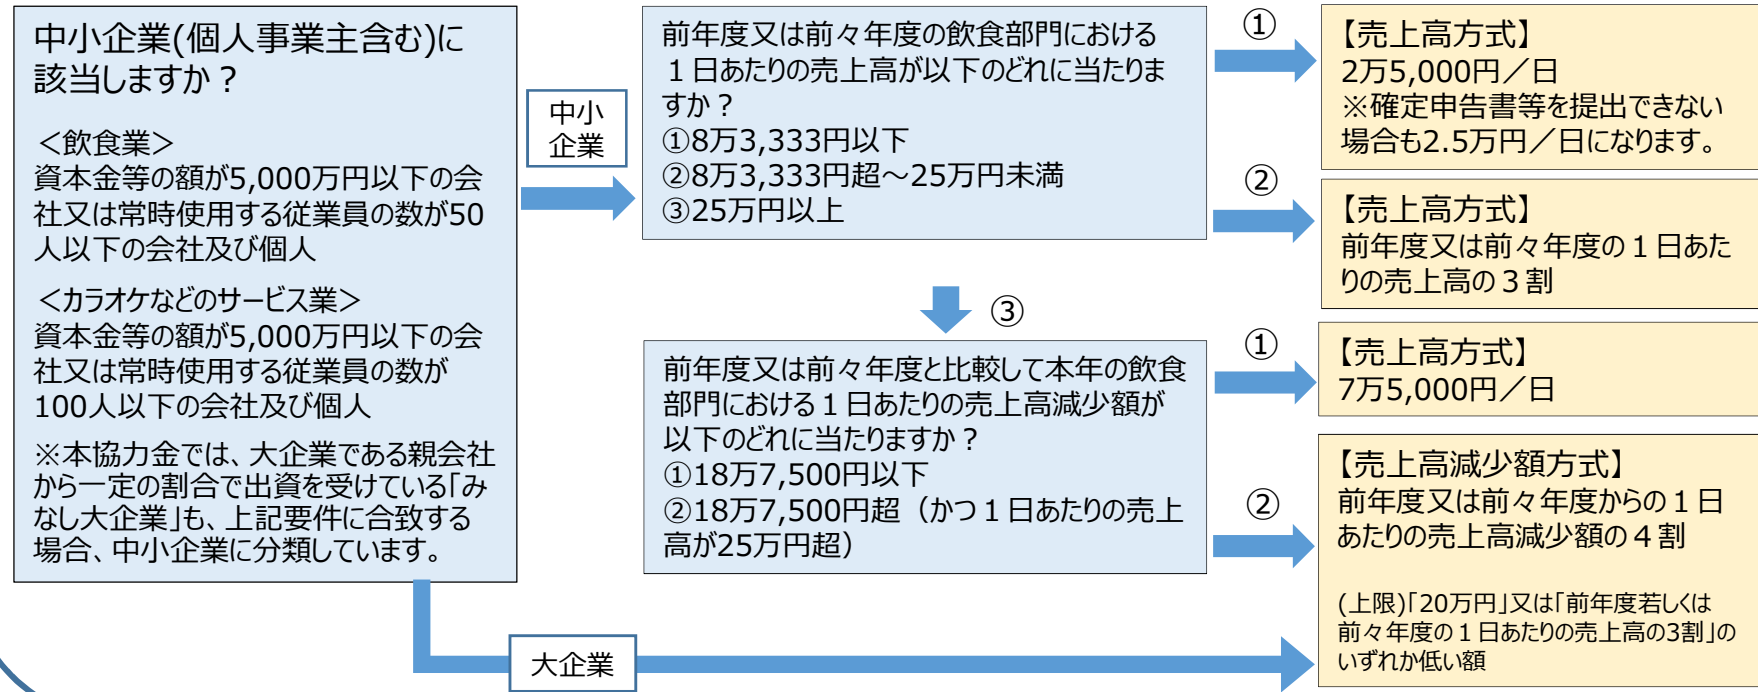 中小企業(個人事業主含む)に
該当しますか？
＜飲食業＞
資本金等の額が5,000万円以下の会
社又は常時使用する従業員の数が50
人以下の会社及び個人
＜カラオケなどのサービス業＞
資本金等の額が5,000万円以下の会
社又は常時使用する従業員の数が
100人以下の会社及び個人
※本協力金では、大企業である親会社
から一定の割合で出資を受けている「み
なし大企業」も、上記要件に合致する
場合、中小企業に分類しています。
中小
企業
前年度又は前々年度の飲食部門における
１日あたりの売上高が以下のどれに当たりま
すか？
①8万3,333円以下
②8万3,333円超～25万円未満
③25万円以上
①
【売上高方式】
2万5,000円／日
※確定申告書等を提出できない
場合も2.5万円／日になります。
②
【売上高方式】
前年度又は前々年度の１日あた
りの売上高の３割
③
前年度又は前々年度と比較して本年の飲食
部門における１日あたりの売上高減少額が
以下のどれに当たりますか？
①18万7,500円以下
②18万7,500円超（かつ１日あたりの売上
高が25万円超）
①
【売上高方式】
7万5,000円／日
②
【売上高減少額方式】
前年度又は前々年度からの１日
あたりの売上高減少額の４割
(上限)「20万円」又は「前年度若しくは
前々年度の１日あたりの売上高の3割」の
いずれか低い額
大企業